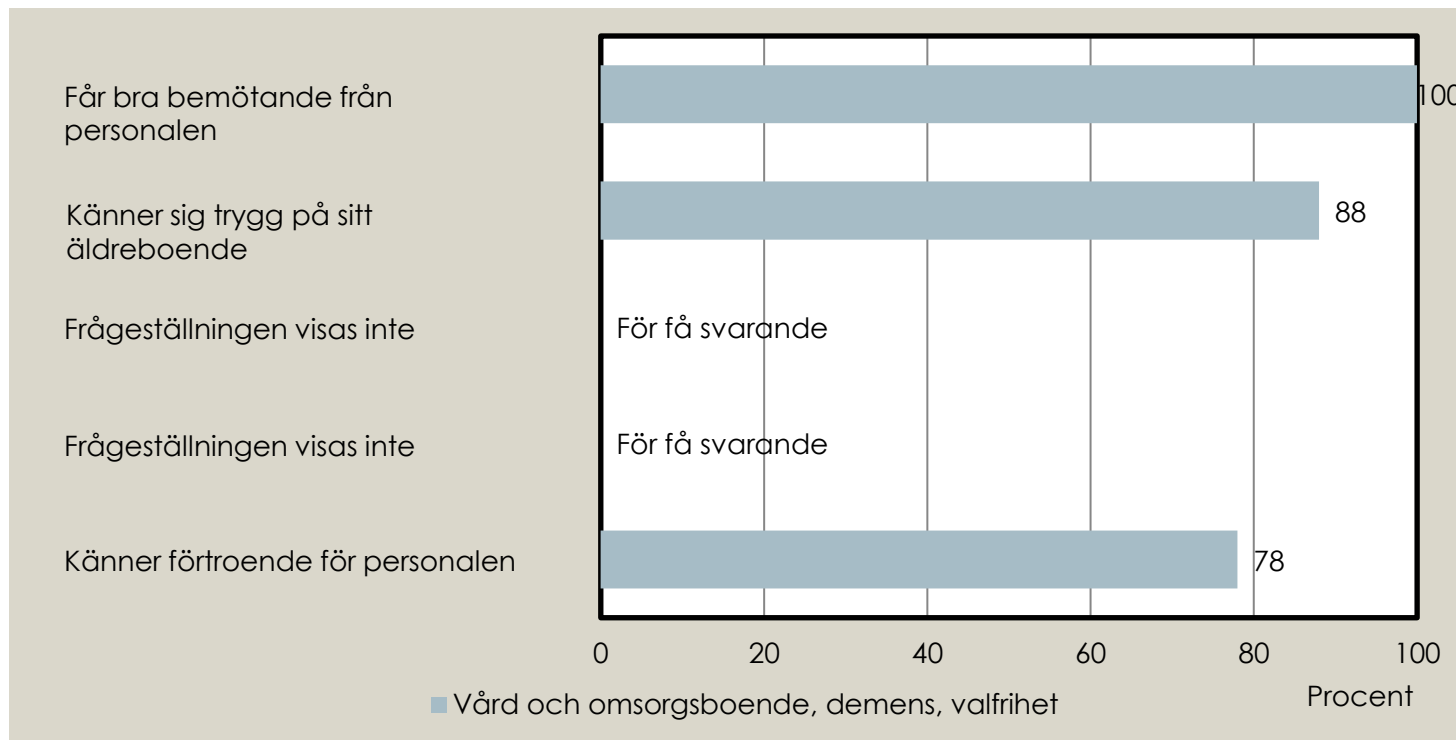 Får bra bemötande från
personalen
100
Känner sig trygg på sitt
äldreboende
88
Frågeställningen visas inte
För få svarande
Frågeställningen visas inte
För få svarande
Känner förtroende för personalen
78
0 20 40 60 80 100
Procent
Vård och omsorgsboende, demens, valfrihet